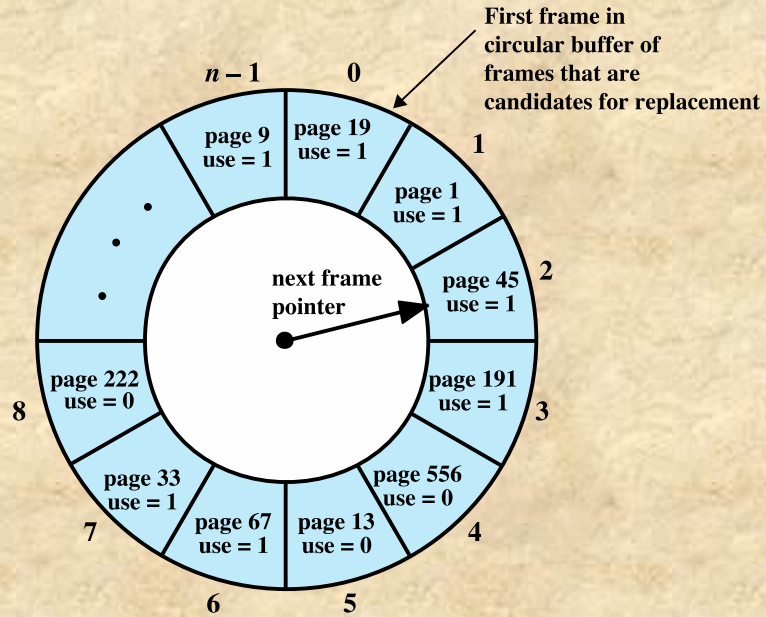 First frame in
circular buffer of
frames that are
candidates for replacement
n – 1
0
page 9
use = 1
page 19
use = 1
1
page 1
use = 1
2
page 45
use = 1
next frame
pointer
page 191
use = 1
3
page 222
use = 0
8
page 556
use = 0
4
page 33
use = 1
7
page 67
use = 1
6
page 13
use = 0
5